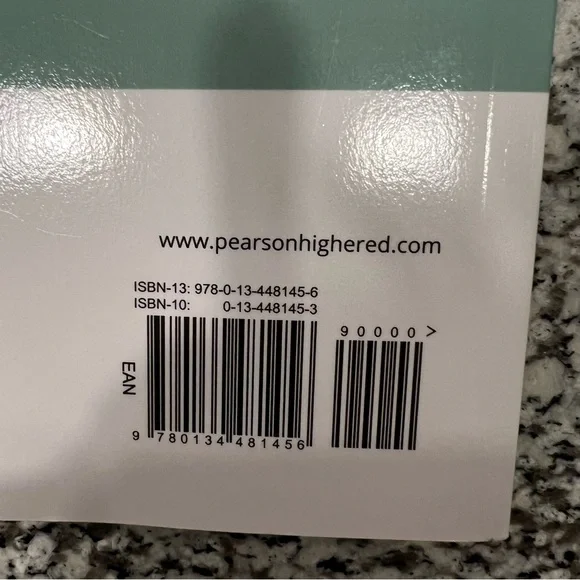 www.pearsonhighered.com
ISBN-13: 978-0-13-448145-6
ISBN-10: 0-13-448145-3
90000>
EAN
9 780134 481456